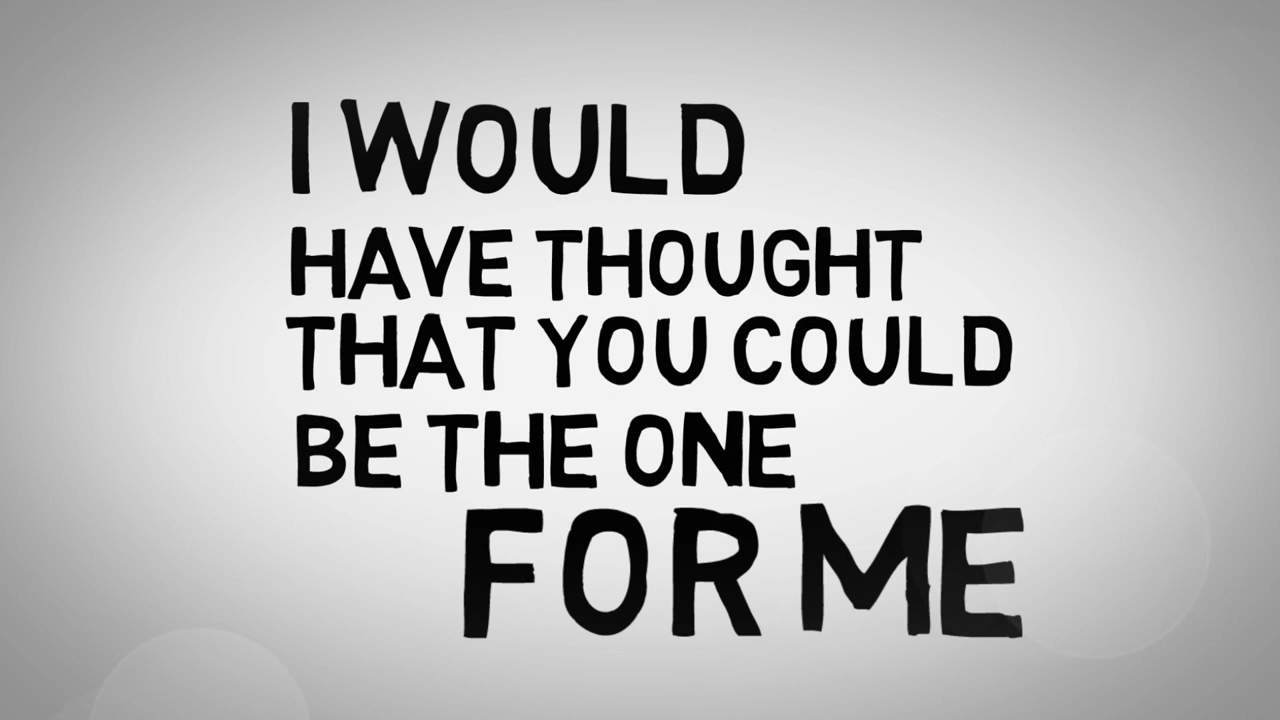 I WOULD
HAVE THOUGHT
THAT YOU COULD
BE THE ONE
FOR ME